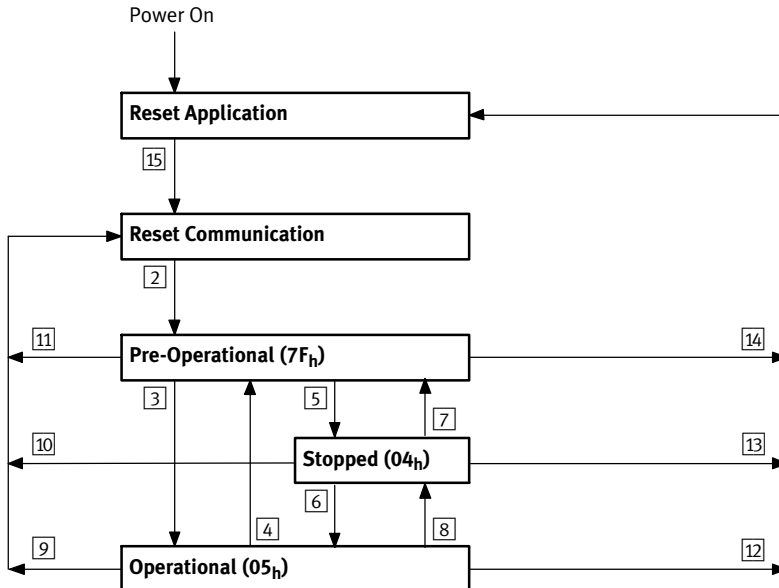 Power On
Reset Application
15
Reset Communication
2
11
Pre-Operational (7Fh)
14
3
5
7
10
Stopped (04h)
13
6
4
8
9
Operational (05h)
12